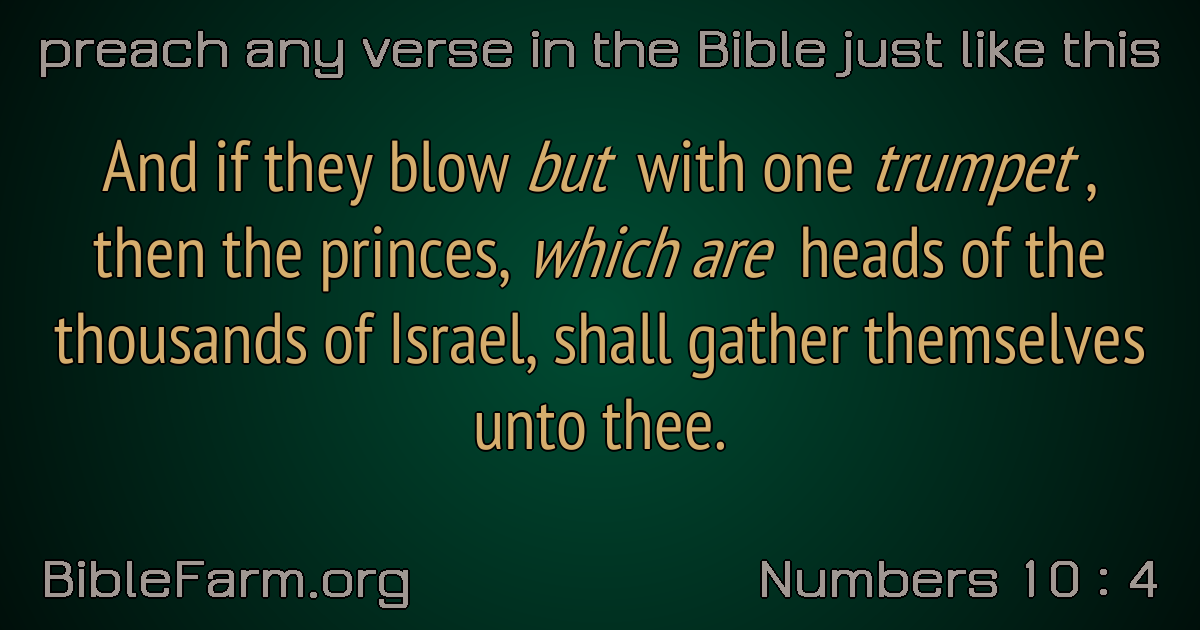 preach any verse in the Bible just like this
And if they blow but with one trumpet ,
then the princes, which are heads of the
thousands of Israel, shall gather themselves
unto thee.
BibleFarm.org
Numbers 10 : 4